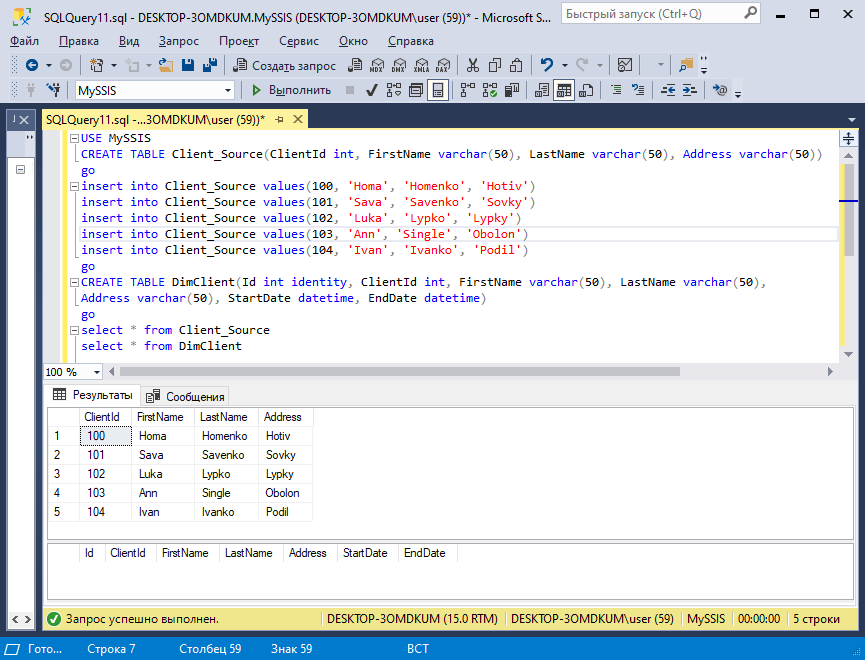 SQLQuery11.sql - DESKTOP-3OMDKUM.MySSIS (DESKTOP-3OMDKUM\user (59))* - Microsoft S...
Быстрый запуск (Ctrl+Q)
Файл Правка Вид Запрос Проект Сервис Окно Справка
Создать запрос MDX DMX XMLA DAX
MySSIS Выполнить
SQLQuery11.sql -...3OMDKUM\user (59))*
USE MySSIS
CREATE TABLE Client_Source(ClientId int, FirstName varchar(50), LastName varchar(50), Address varchar(50))
go
insert into Client_Source values(100, 'Homa', 'Homenko', 'Hotiv')
insert into Client_Source values(101, 'Sava', 'Savenko', 'Sovky')
insert into Client_Source values(102, 'Luka', 'Lypko', 'Lypky')
insert into Client_Source values(103, 'Ann', 'Single', 'Obolon')
insert into Client_Source values(104, 'Ivan', 'Ivanko', 'Podil')
go
CREATE TABLE DimClient(Id int identity, ClientId int, FirstName varchar(50), LastName varchar(50),
Address varchar(50), StartDate datetime, EndDate datetime)
go
select * from Client_Source
select * from DimClient
100 %
Результаты Сообщения
ClientId FirstName LastName Address
1 100 Homa Homenko Hotiv
2 101 Sava Savenko Sovky
3 102 Luka Lypko Lypky
4 103 Ann Single Obolon
5 104 Ivan Ivanko Podil
Id ClientId FirstName LastName Address StartDate EndDate
Запрос успешно выполнен. DESKTOP-3OMDKUM (15.0 RTM) DESKTOP-3OMDKUM\user (59) MySSIS 00:00:00 5 строки
Гото... Строка 7 Столбец 59 Знак 59 ВСТ